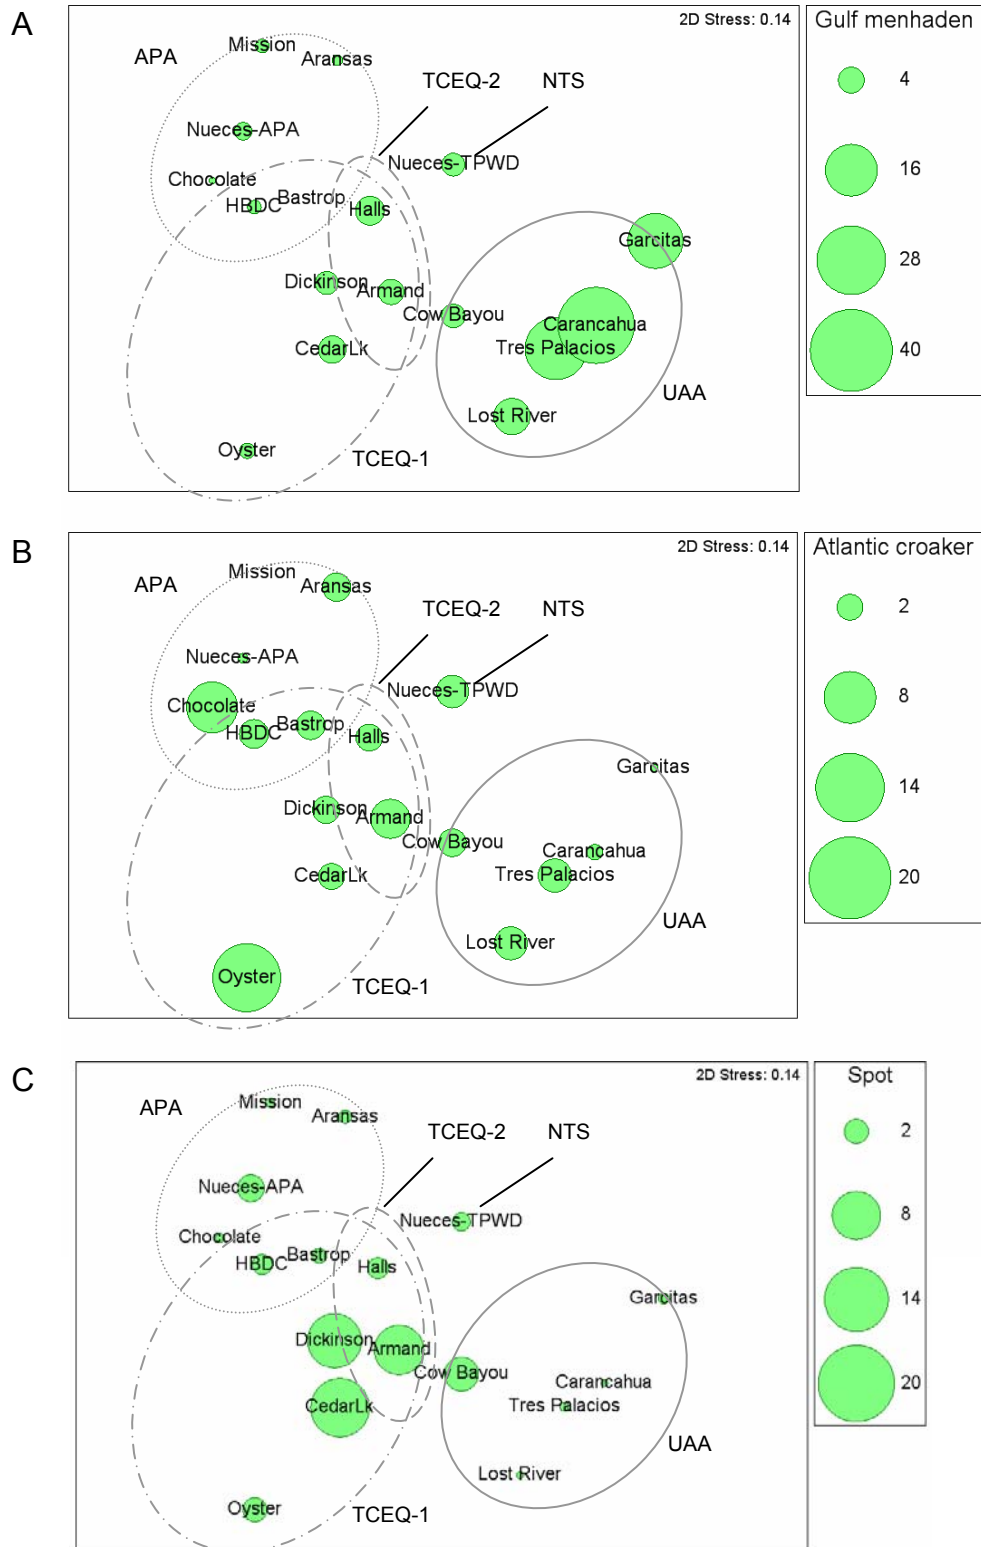 A
2D Stress: 0.14
Gulf menhaden
APA
Mission
Aransas
TCEQ-2
NTS
4
Nueces-APA
Nueces-TPWD
16
Chocolate
HBDC
Bastrop
Halls
Garcitas
28
Dickinson
Armand
Cow Bayou
Carancahua
CedarLk
Tres Palacios
40
UAA
Lost River
Oyster
TCEQ-1
B
2D Stress: 0.14
Atlantic croaker
APA
Mission
Aransas
TCEQ-2
NTS
2
Nueces-APA
Nueces-TPWD
8
Chocolate
HBDC
Bastrop
Halls
Garcitas
14
Dickinson
Armand
Cow Bayou
Carancahua
CedarLk
Tres Palacios
20
UAA
Lost River
Oyster
TCEQ-1
C
2D Stress: 0.14
Spot
APA
Mission
Aransas
TCEQ-2
NTS
2
Nueces-APA
Nueces-TPWD
8
Chocolate
HBDC
Bastrop
Halls
Garcitas
14
Dickinson
Armand
Cow Bayou
Carancahua
CedarLk
Tres Palacios
20
UAA
Lost River
Oyster
TCEQ-1